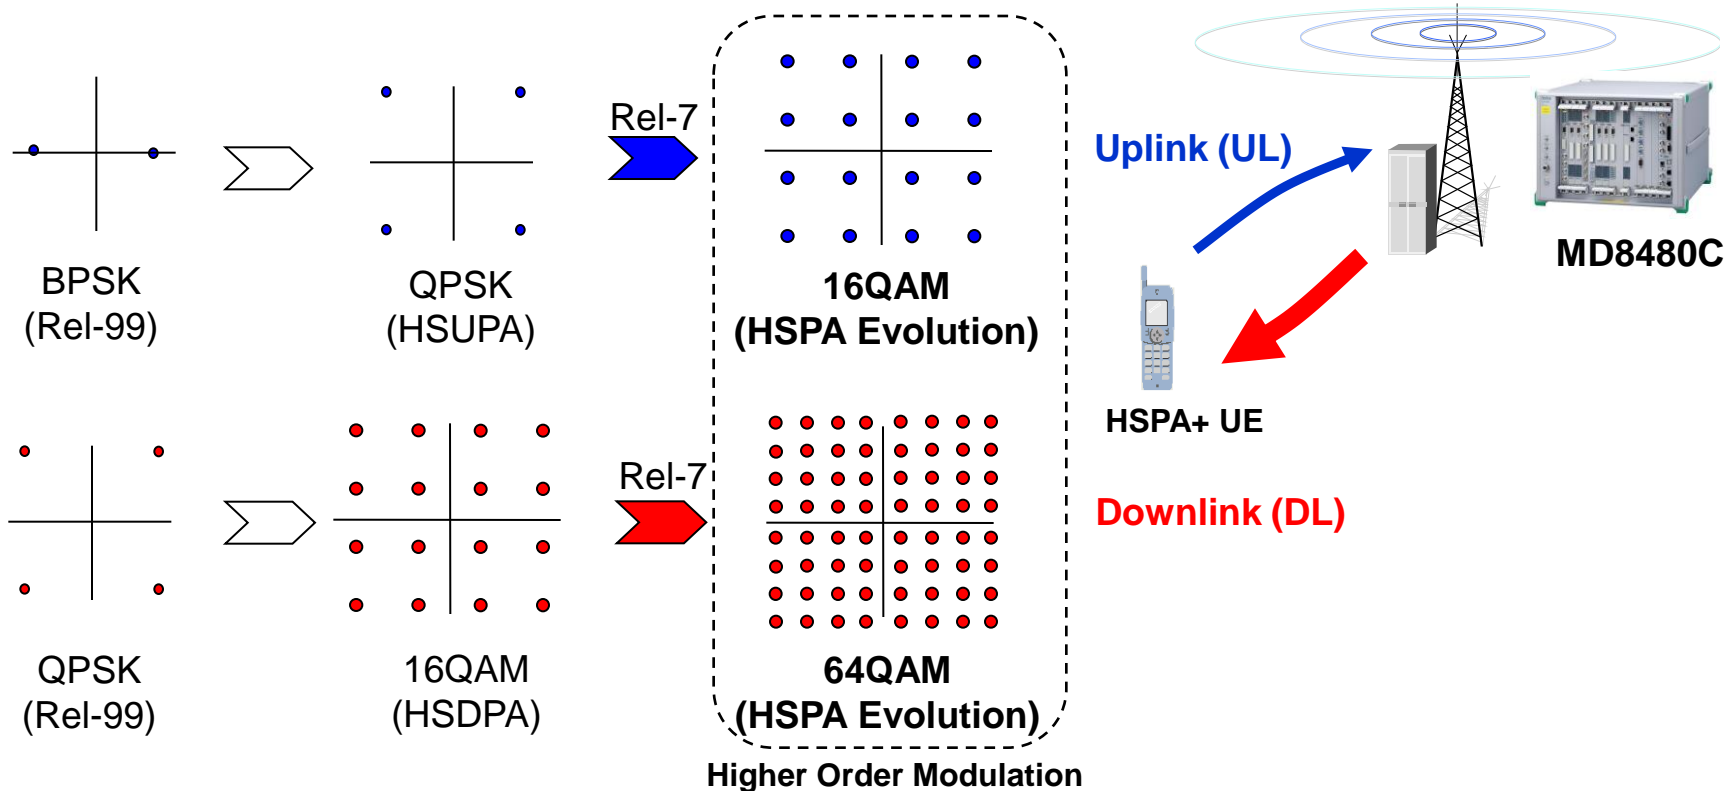 Rel-7
BPSK
(Rel-99)
QPSK
(HSUPA)
16QAM
(HSPA Evolution)
Uplink (UL)
MD8480C
HSPA+ UE
Rel-7
Downlink (DL)
QPSK
(Rel-99)
16QAM
(HSDPA)
64QAM
(HSPA Evolution)
Higher Order Modulation